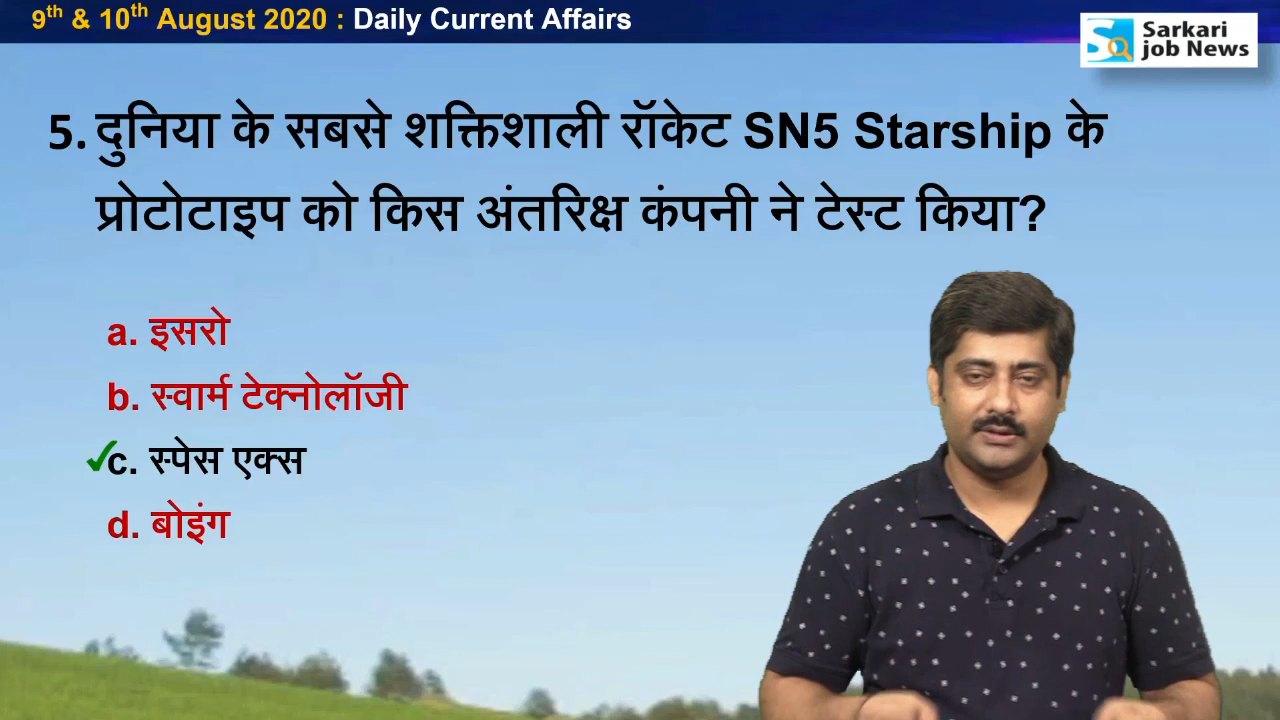 9th & 10th August 2020 : Daily Current Affairs
Sarkari
job News
5. दुनिया के सबसे शक्तिशाली रॉकेट SN5 Starship के
प्रोटोटाइप को किस अंतरिक्ष कंपनी ने टेस्ट किया?
a. इसरो
b. स्वार्म टेक्नोलॉजी
✓c. स्पेस एक्स
d. बोइंग